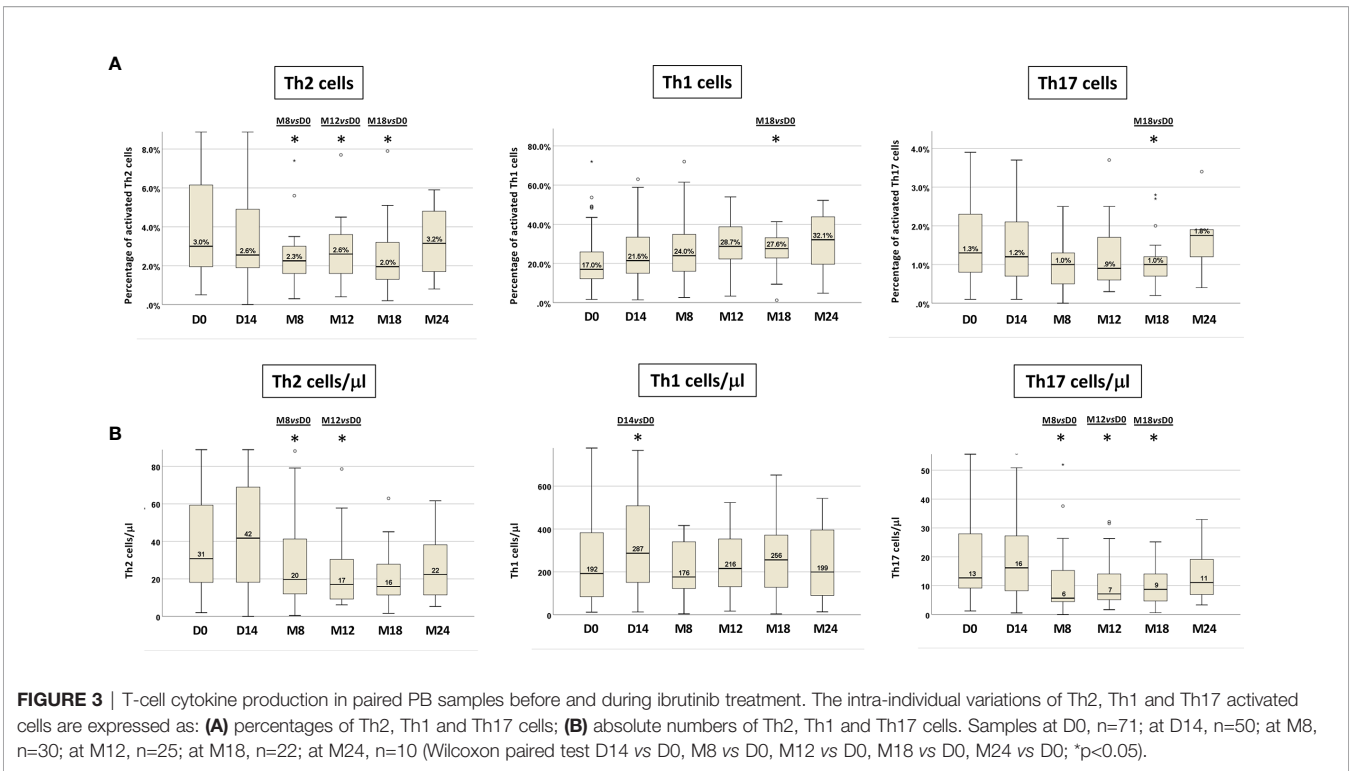 A
Th2 cells
Th1 cells
Th17 cells
M8vsD0 M12vsD0 M18vsD0
* * *
M18vsD0
*
M18vsD0
*
Percentage of activated Th2 cells
8.0%
6.0%
4.0%
2.0%
.0%
3.0% 2.6% 2.3% 2.6% 2.0% 3.2%
D0 D14 M8 M12 M18 M24
Percentage of activated Th1 cells
80.0%
60.0%
40.0%
20.0%
.0%
17.0% 21.5% 24.0% 28.7% 27.6% 32.1%
D0 D14 M8 M12 M18 M24
Percentage of activated Th17 cells
4.0%
3.0%
2.0%
1.0%
.0%
1.3% 1.2% 1.0% .9% 1.0% 1.8%
D0 D14 M8 M12 M18 M24
B
Th2 cells/µl
Th1 cells/µl
Th17 cells/µl
M8vsD0 M12vsD0
* *
D14vsD0
*
M8vsD0 M12vsD0 M18vsD0
* * *
Th2 cells/µl
80
60
40
20
0
31 42 20 17 16 22
D0 D14 M8 M12 M18 M24
Th1 cells/µl
600
400
200
0
192 287 176 216 256 199
D0 D14 M8 M12 M18 M24
Th17 cells/µl
50
40
30
20
10
0
13 16 6 7 9 11
D0 D14 M8 M12 M18 M24
FIGURE 3 | T-cell cytokine production in paired PB samples before and during ibrutinib treatment. The intra-individual variations of Th2, Th1 and Th17 activated
cells are expressed as: (A) percentages of Th2, Th1 and Th17 cells; (B) absolute numbers of Th2, Th1 and Th17 cells. Samples at D0, n=71; at D14, n=50; at M8,
n=30; at M12, n=25; at M18, n=22; at M24, n=10 (Wilcoxon paired test D14 vs D0, M8 vs D0, M12 vs D0, M18 vs D0, M24 vs D0; *p<0.05).